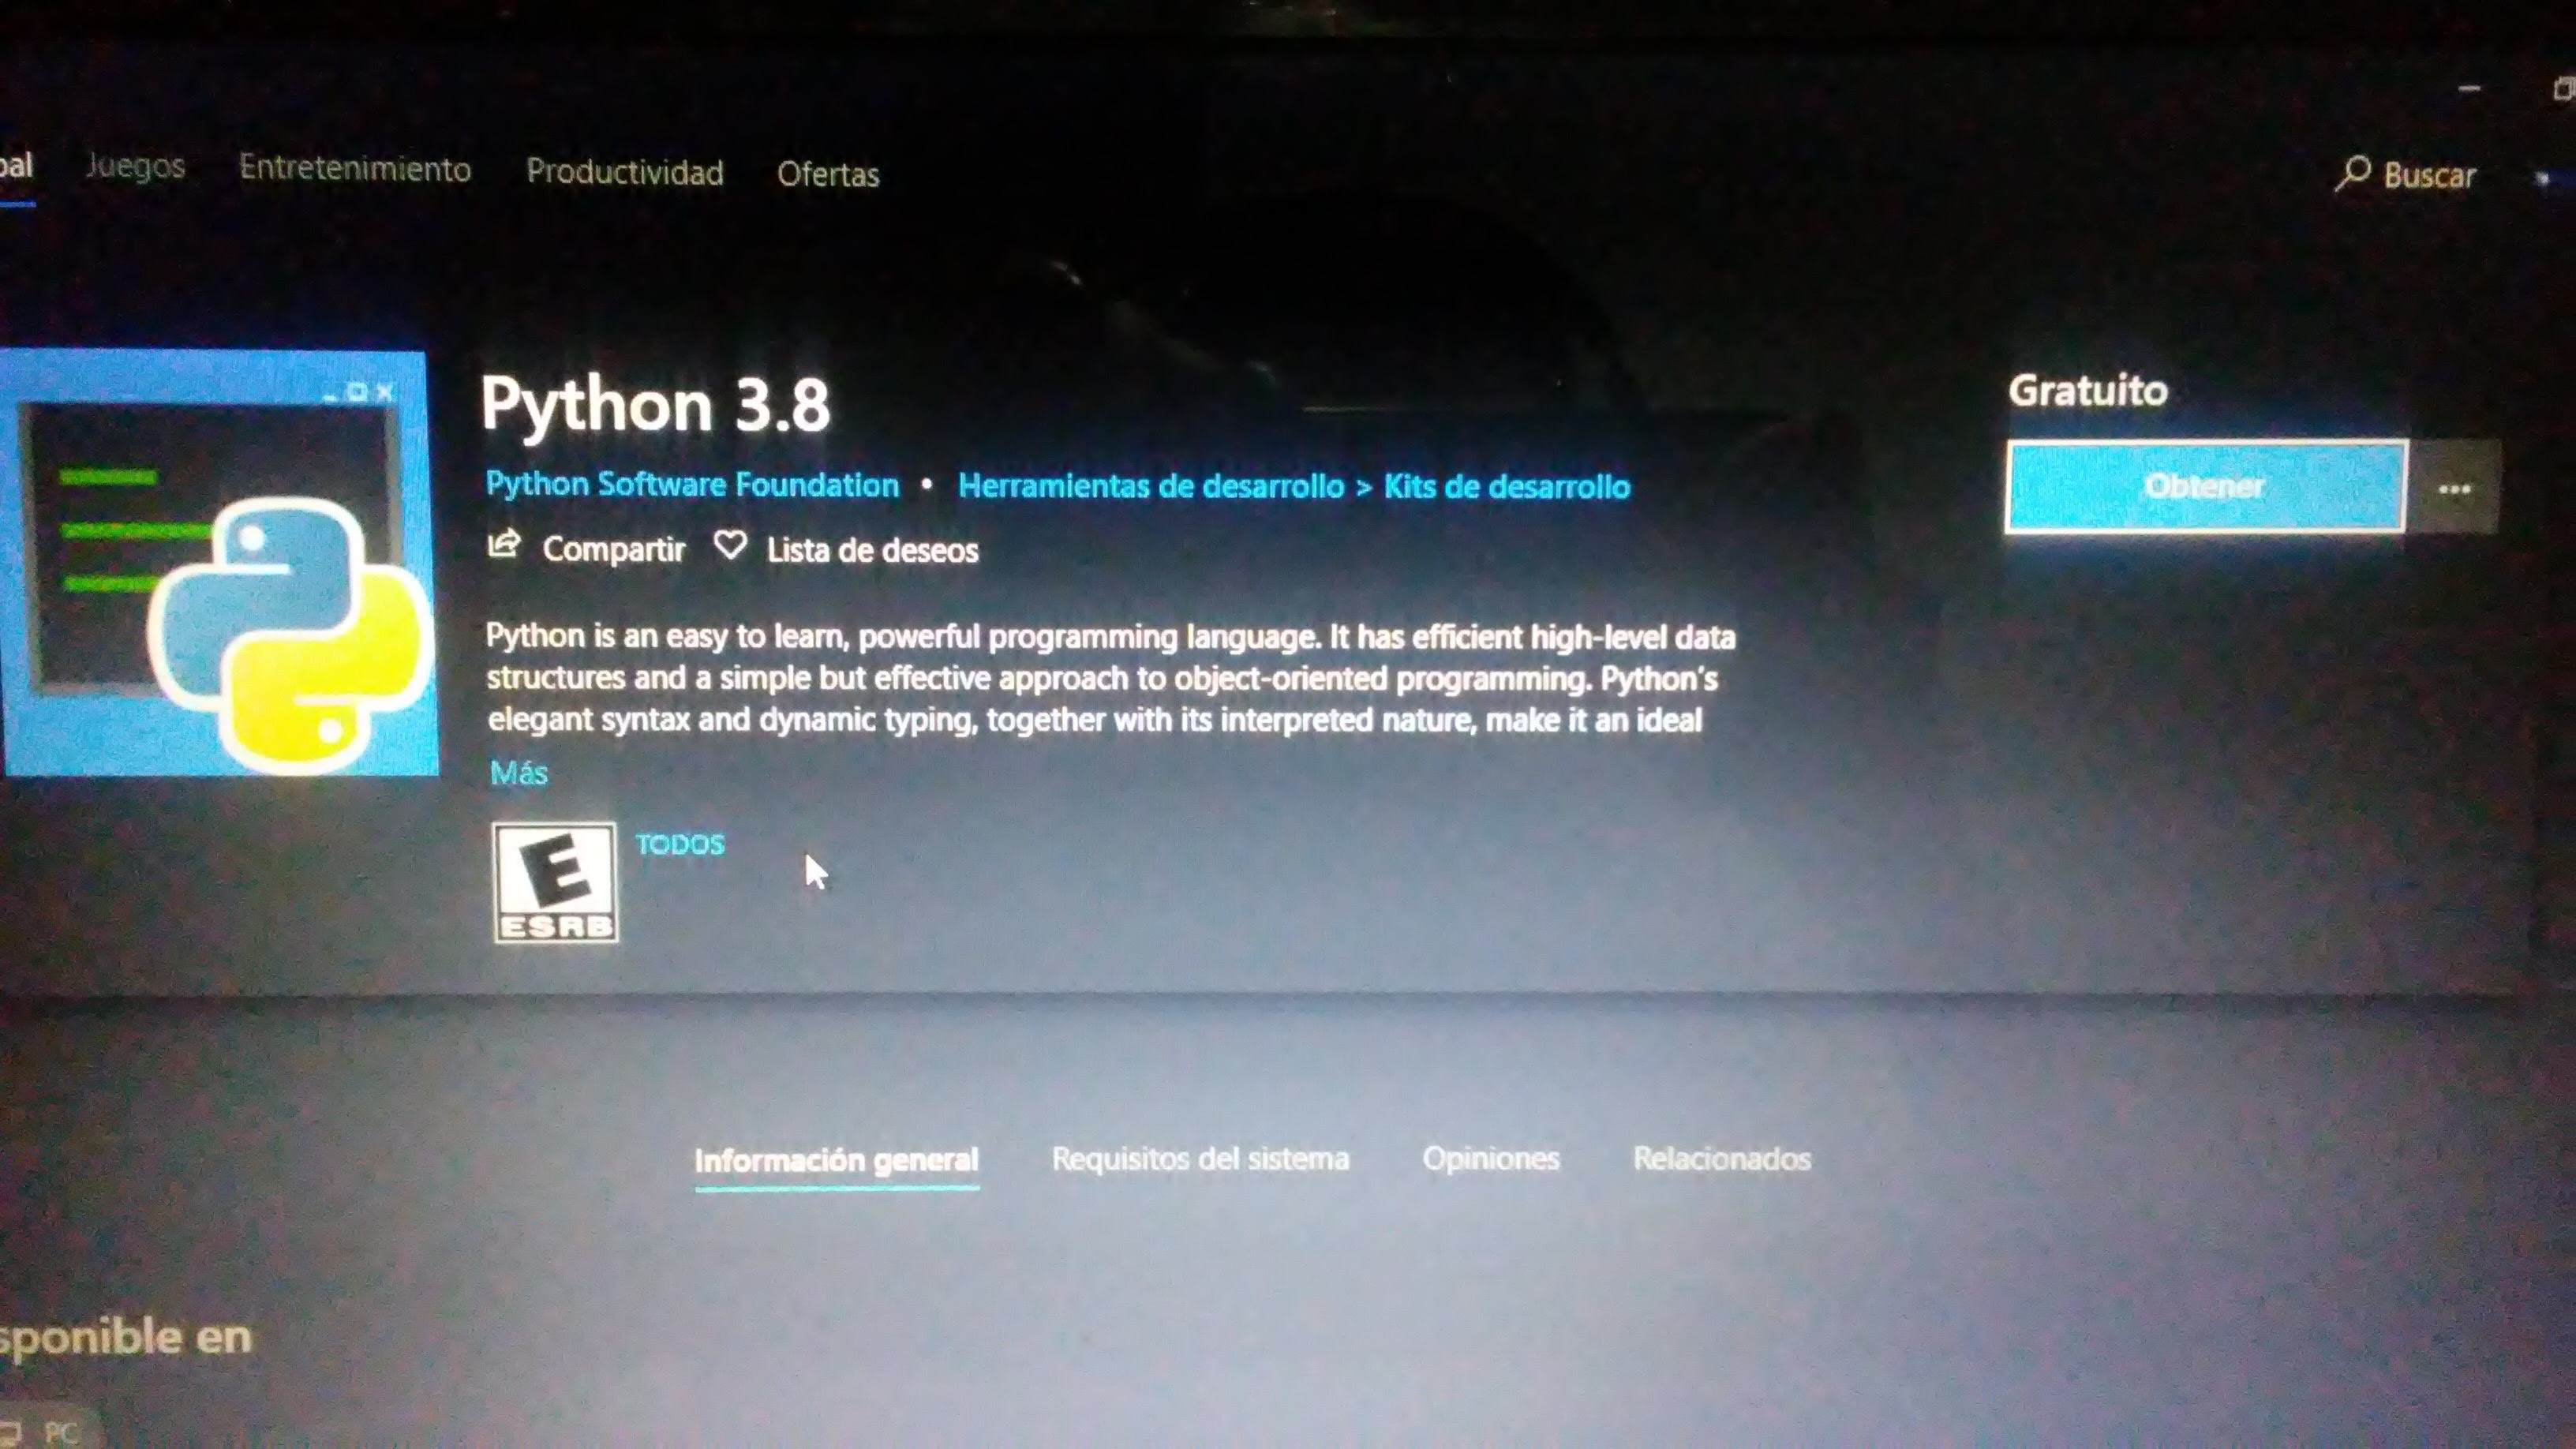 Juegos Entretenimiento Productividad Ofertas
Buscar
Python 3.8
Gratuito
Python Software Foundation • Herramientas de desarrollo > Kits de desarrollo
Obtener
...
Compartir Lista de deseos
Python is an easy to learn, powerful programming language. It has efficient high-level data
structures and a simple but effective approach to object-oriented programming. Python's
elegant syntax and dynamic typing, together with its interpreted nature, make it an ideal
Más
E
TODOS
ESRB
Información general Requisitos del sistema Opiniones Relacionados
sponible en
PC